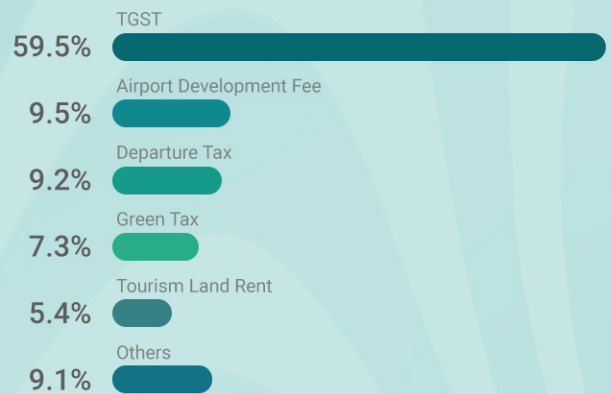 TGST
59.5%
Airport Development Fee
9.5%
Departure Tax
9.2%
Green Tax
7.3%
Tourism Land Rent
5.4%
Others
9.1%